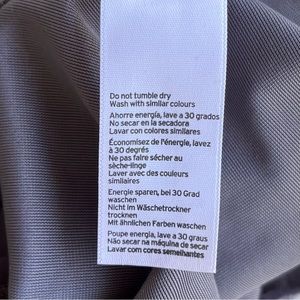 Do not tumble dry
Wash with similar colours
Ahorre energía, lave a 30 grados
No secar en la secadora
Lavar con colores similares
Économisez de l'énergie, lavez
à 30 degrés
Ne pas faire sécher au
sèche-linge
Laver avec des couleurs
similaires
Energie sparen, bei 30 Grad
waschen
Nicht im Wäschetrockner
trocknen
Mit ähnlichen Farben waschen
Poupe energia, lave a 30 graus
Não secar na máquina de secar
Lavar com cores semelhantes